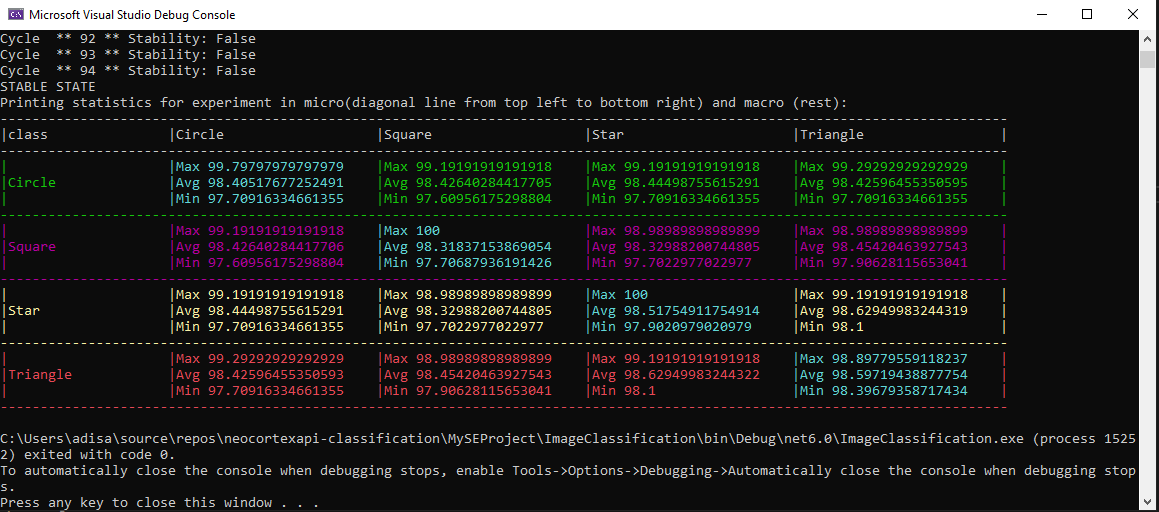 Microsoft Visual Studio Debug Console
Cycle  ** 92 ** Stability: False
Cycle  ** 93 ** Stability: False
Cycle  ** 94 ** Stability: False
STABLE STATE
Printing statistics for experiment in micro(diagonal line from top left to bottom right) and macro (rest):
|class |Circle |Square |Star |Triangle |
| |Max 99.79797979797979 |Max 99.19191919191918 |Max 99.19191919191918 |Max 99.29292929292929 |
|Circle |Avg 98.40517677252491 |Avg 98.42640284417705 |Avg 98.44498755615291 |Avg 98.42596455350595 |
| |Min 97.70916334661355 |Min 97.60956175298804 |Min 97.70916334661355 |Min 97.70916334661355 |
| |Max 99.19191919191918 |Max 100 |Max 98.98989898989899 |Max 98.98989898989899 |
|Square |Avg 98.42640284417706 |Avg 98.31837153869054 |Avg 98.32988200744805 |Avg 98.45420463927543 |
| |Min 97.60956175298804 |Min 97.70687936191426 |Min 97.7022977022977 |Min 97.90628115653041 |
| |Max 99.19191919191918 |Max 98.98989898989899 |Max 100 |Max 99.19191919191918 |
|Star |Avg 98.44498755615291 |Avg 98.32988200744805 |Avg 98.51754911754914 |Avg 98.62949983244319 |
| |Min 97.70916334661355 |Min 97.7022977022977 |Min 97.9020979020979 |Min 98.1 |
| |Max 99.29292929292929 |Max 98.98989898989899 |Max 99.19191919191918 |Max 98.89779559118237 |
|Triangle |Avg 98.42596455350593 |Avg 98.45420463927543 |Avg 98.62949983244322 |Avg 98.59719438877754 |
| |Min 97.70916334661355 |Min 97.90628115653041 |Min 98.1 |Min 98.39679358717434 |
C:\Users\adisa\source\repos\neocortexapi-classification\MySEProject\ImageClassification\bin\Debug\net6.0\ImageClassification.exe (process 1525
2) exited with code 0.
To automatically close the console when debugging stops, enable Tools->Options->Debugging->Automatically close the console when debugging stop
s.
Press any key to close this window . . .